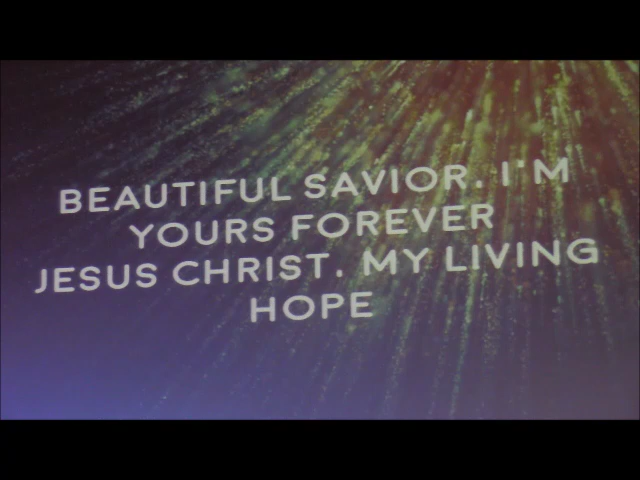 BEAUTIFUL SAVIOR. I'M
YOURS FOREVER
JESUS CHRIST. MY LIVING
HOPE